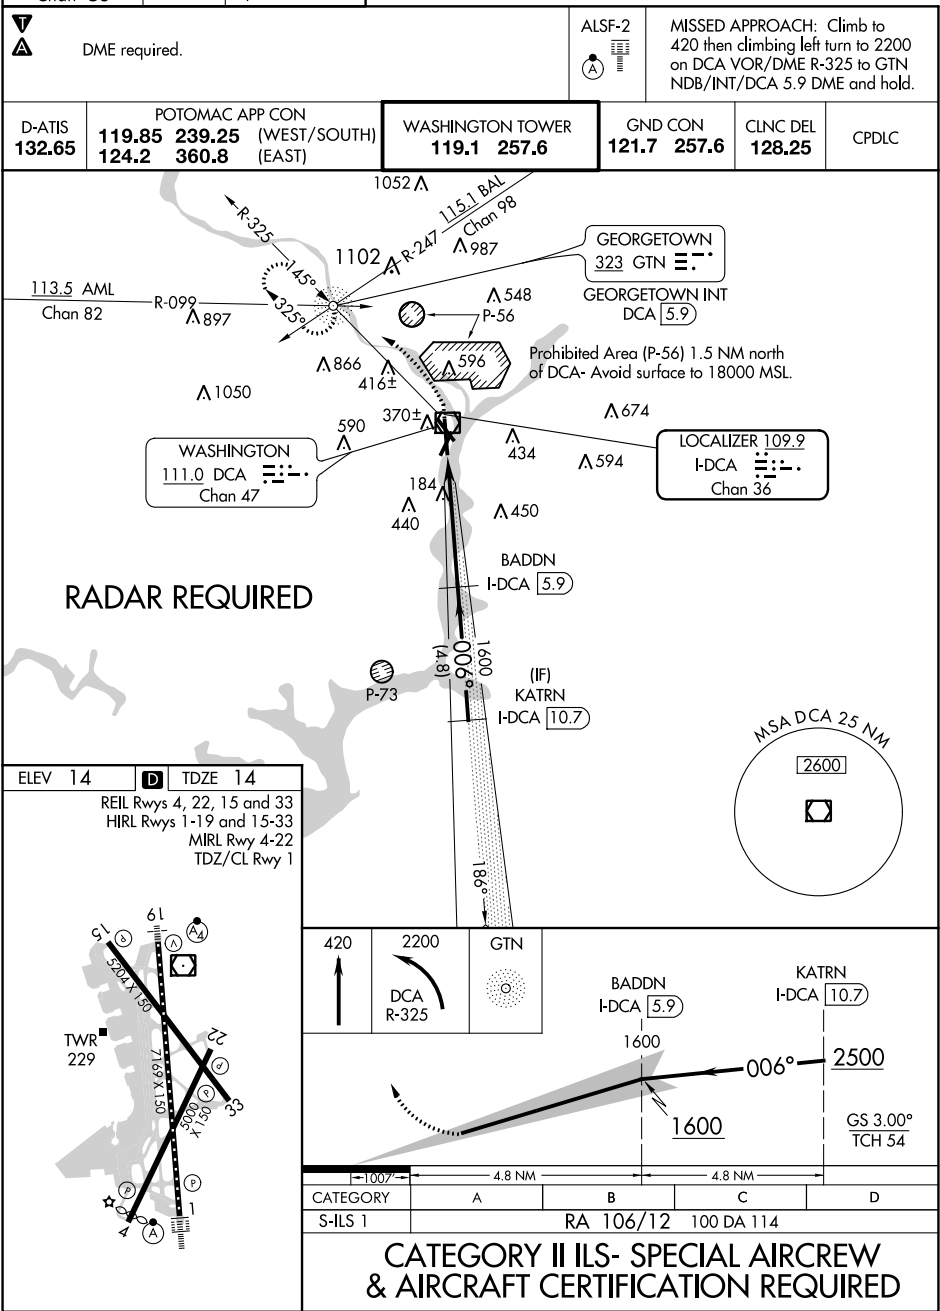 DME required.
ALSF-2
A
MISSED APPROACH: Climb to
420 then climbing left turn to 2200
on DCA VOR/DME R-325 to GTN
NDB/INT/DCA 5.9 DME and hold.
D-ATIS
132.65
POTOMAC APP CON
119.85 239.25 (WEST/SOUTH)
124.2 360.8 (EAST)
WASHINGTON TOWER
119.1 257.6
GND CON
121.7 257.6
CLNC DEL
128.25
CPDLC
1052
115.1 BAL
Chan 98
R-325
R-247
987
1102
GEORGETOWN
323 GTN
GEORGETOWN INT
DCA 5.9
145°
325°
113.5 AML
Chan 82
R-099
897
548
P-56
866
596
416±
Prohibited Area (P-56) 1.5 NM north
of DCA- Avoid surface to 18000 MSL.
1050
370±
674
590
434
594
WASHINGTON
111.0 DCA
Chan 47
LOCALIZER 109.9
I-DCA
Chan 36
184
440
450
BADDN
I-DCA 5.9
RADAR REQUIRED
006°
1600
(4.8)
(IF)
KATRN
I-DCA 10.7
P-73
MSA DCA 25 NM
2600
186°
ELEV 14
D
TDZE 14
REIL Rwys 4, 22, 15 and 33
HIRL Rwys 1-19 and 15-33
MIRL Rwy 4-22
TDZ/CL Rwy 1
15
P
19
V
A4
5204 X 150
TWR
229
7169 X 150
22
P
P
5000
X 150
33
P
P
1
4
A
420
2200
DCA
R-325
GTN
BADDN
I-DCA 5.9
KATRN
I-DCA 10.7
1600
006°
2500
1600
GS 3.00°
TCH 54
1007'
4.8 NM
4.8 NM
CATEGORY A B C D
S-ILS 1 RA 106/12 100 DA 114
CATEGORY II ILS- SPECIAL AIRCREW
& AIRCRAFT CERTIFICATION REQUIRED